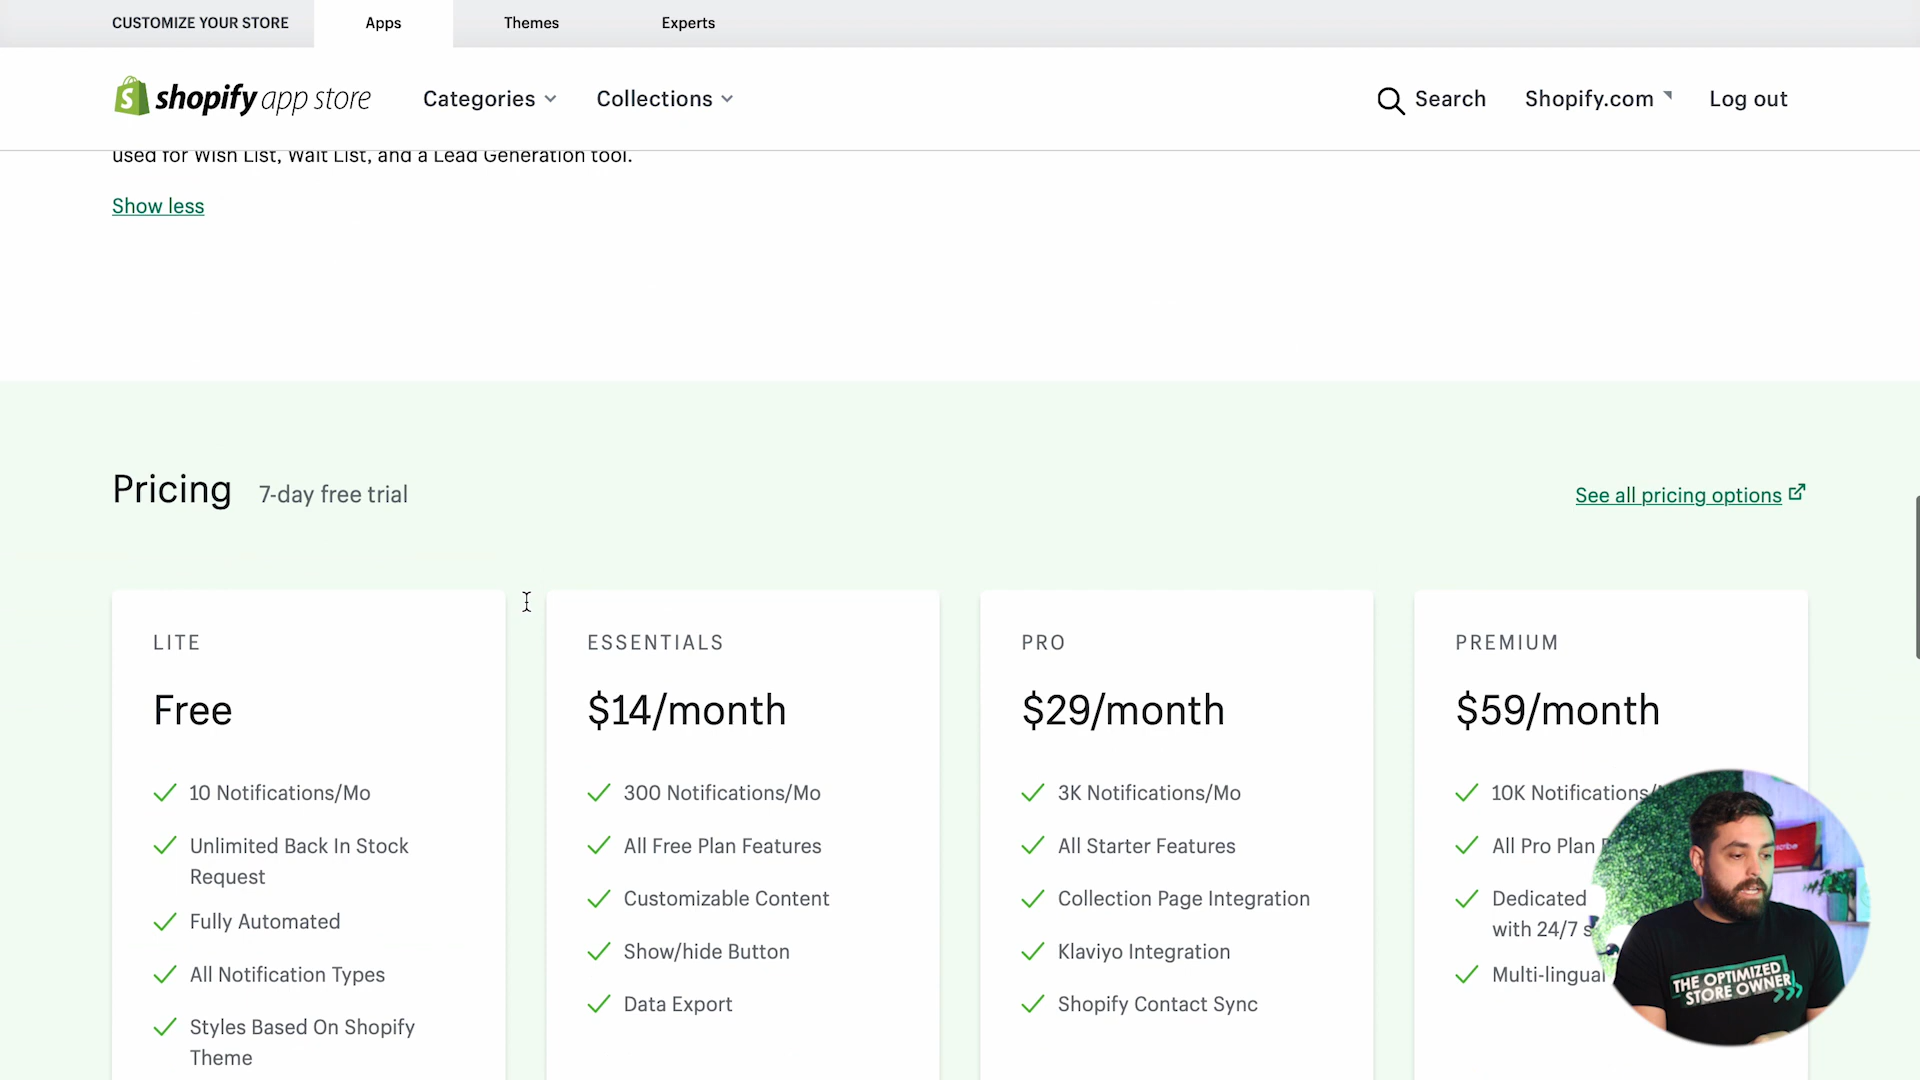 CUSTOMIZE YOUR STORE Apps Themes Experts
shopify app store Categories Collections Search Shopify.com Log out
used for Wish List, Wait List, and a Lead Generation tool.
Show less
Pricing 7-day free trial See all pricing options
LITE
Free
10 Notifications/Mo
Unlimited Back In Stock
Request
Fully Automated
All Notification Types
Styles Based On Shopify
Theme
ESSENTIALS
$14/month
300 Notifications/Mo
All Free Plan Features
Customizable Content
Show/hide Button
Data Export
PRO
$29/month
3K Notifications/Mo
All Starter Features
Collection Page Integration
Klaviyo Integration
Shopify Contact Sync
PREMIUM
$59/month
10K Notifications/
All Pro Plan
Dedicated
with 24/7
Multi-lingual
THE OPTIMIZED
STORE OWNER